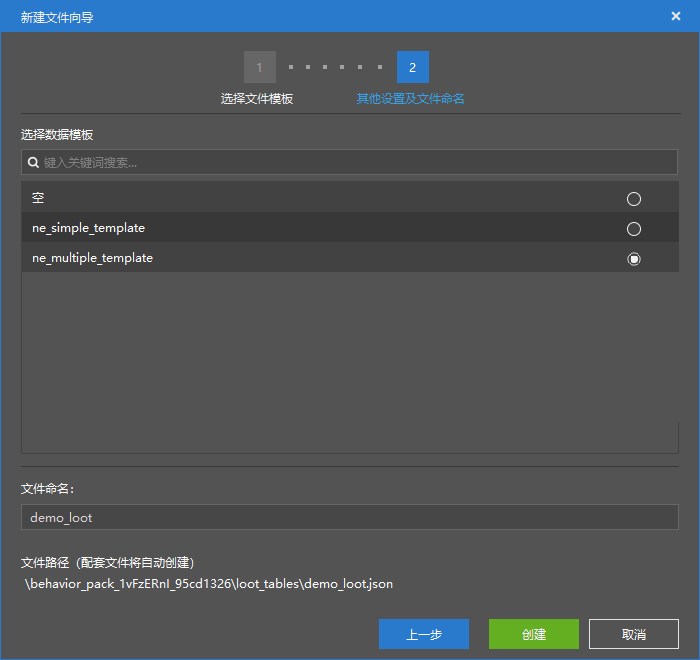 新建文件向导
1
2
选择文件模板
其他设置及文件命名
选择数据模板
键入关键词搜索...
空
ne_simple_template
ne_multiple_template
文件命名：
demo_loot
文件路径（配套文件将自动创建）
\behavior_pack_1vFzERnI_95cd1326\loot_tables\demo_loot.json
上一步
创建
取消